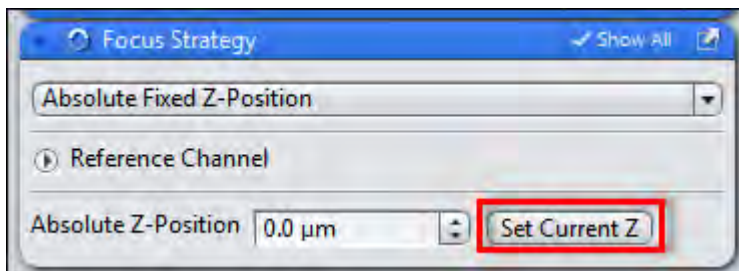 Focus Strategy Show All
Absolute Fixed Z-Position
Reference Channel
Absolute Z-Position 0.0 µm Set Current Z